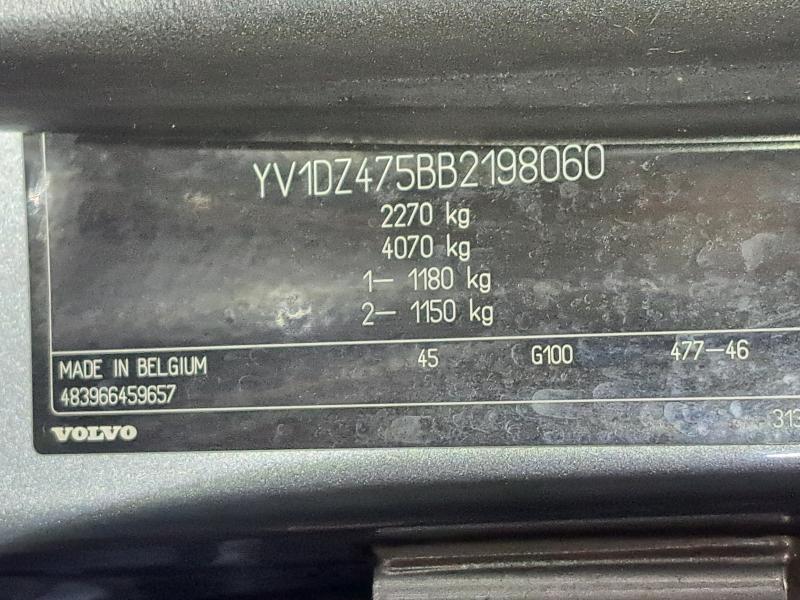 YV1DZ475BB2198060
2270 kg
4070 kg
1– 1180 kg
2– 1150 kg
MADE IN BELGIUM 45 G100 477–46
483966459657
VOLVO 313